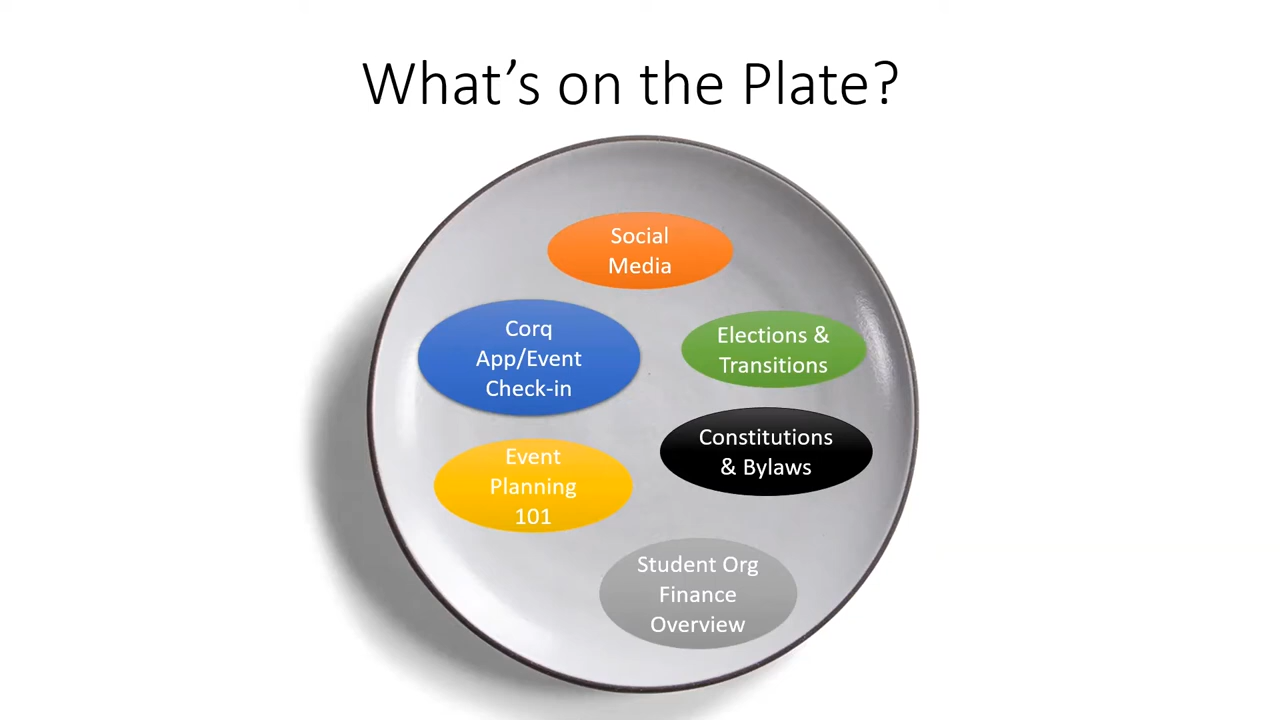 What’s on the Plate?
Social
Media
Corq
App/Event
Check-in
Elections &
Transitions
Constitutions
& Bylaws
Event
Planning
101
Student Org
Finance
Overview